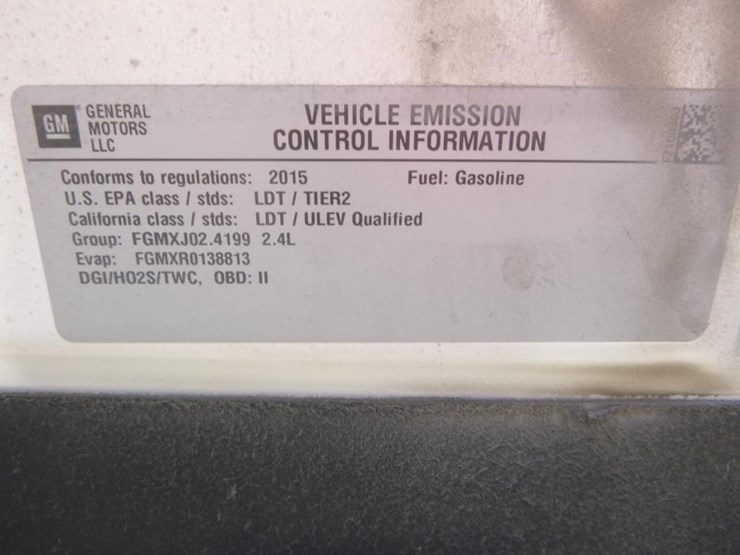 GM GENERAL
MOTORS
LLC
VEHICLE EMISSION
CONTROL INFORMATION
Conforms to regulations: 2015 Fuel: Gasoline
U.S. EPA class / stds: LDT / TIER2
California class / stds: LDT / ULEV Qualified
Group: FGMXJ02.4199 2.4L
Evap: FGMXR0138813
DGI/HO2S/TWC, OBD: II